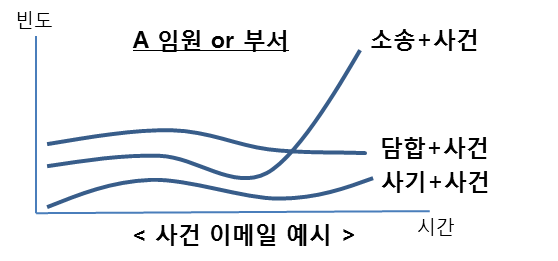 빈도
A 임원 or 부서
소송+사건
담합+사건
사기+사건
시간
< 사건 이메일 예시 >